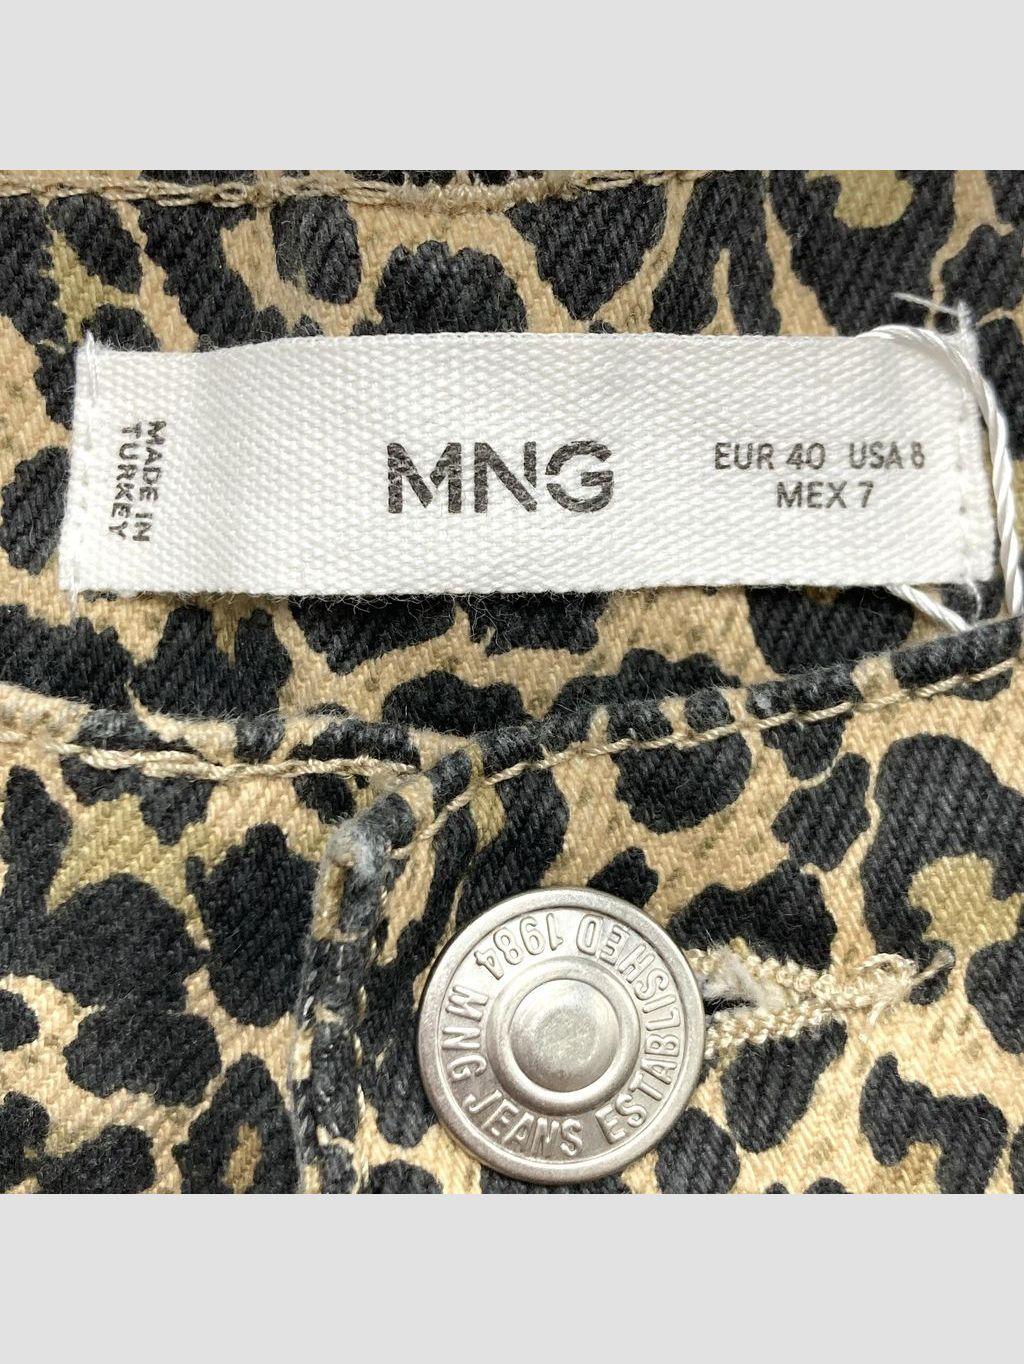 MADE IN
TURKEY
MNG
EUR 40 USA 8
MEX 7
MNG JEANS ESTABLISHED 1984